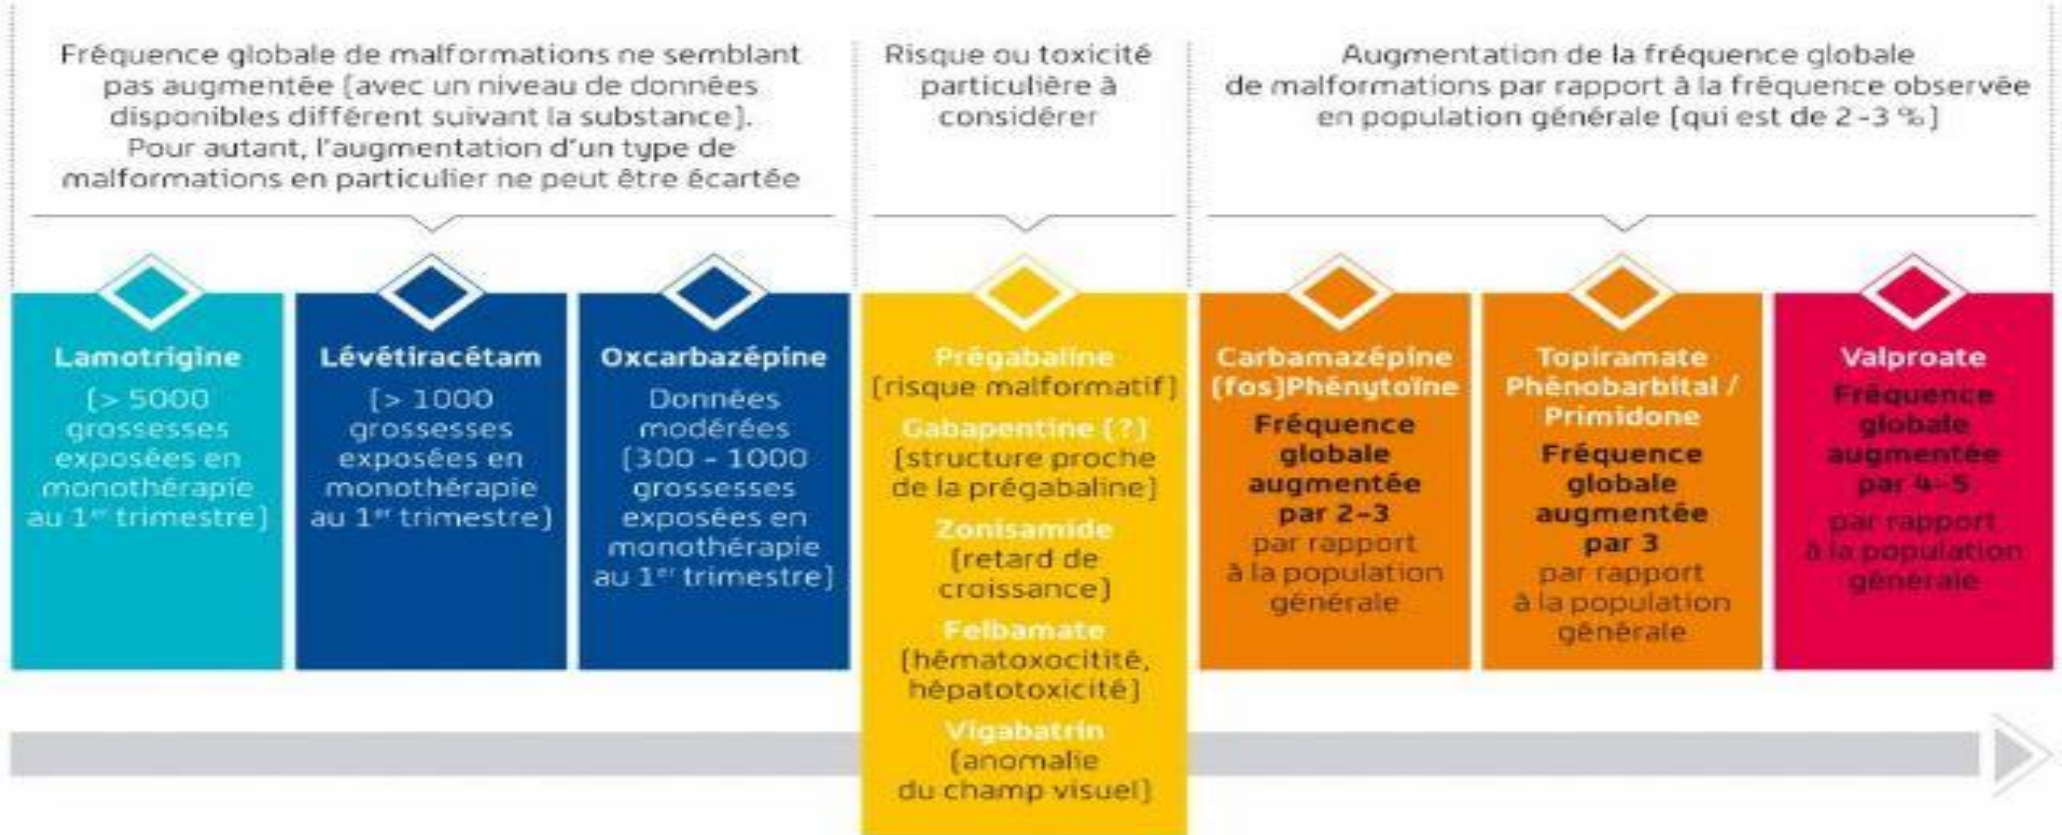 Fréquence globale de malformations ne semblant
pas augmentée [avec un niveau de données
disponibles différent suivant la substance].
Pour autant, l'augmentation d'un type de
malformations en particulier ne peut être écartée
Risque ou toxicité
particulière à
considérer
Augmentation de la fréquence globale
de malformations par rapport à la fréquence observée
en population générale [qui est de 2-3 %]
Lamotrigine
[> 5000
grossesses
exposées en
monothérapie
au 1er trimestre]
Lévétiracétam
[> 1000
grossesses
exposées en
monothérapie
au 1er trimestre]
Oxcarbazépine
Données
modérées
[300 - 1000
grossesses
exposées en
monothérapie
au 1er trimestre]
Prégabaline
[risque malformatif]
Gabapentine [?]
[structure proche
de la prégabaline]
Zonisamide
[retard de
croissance]
Felbamate
[hématoxocitité,
hépatotoxicité]
Vigabatrin
[anomalie
du champ visuel]
Carbamazépine
[fos]Phénytoïne
Fréquence
globale
augmentée
par 2-3
par rapport
à la population
générale
Topiramate
Phénobarbital /
Primidone
Fréquence
globale
augmentée
par 3
par rapport
à la population
générale
Valproate
Fréquence
globale
augmentée
par 4-5
par rapport
à la population
générale